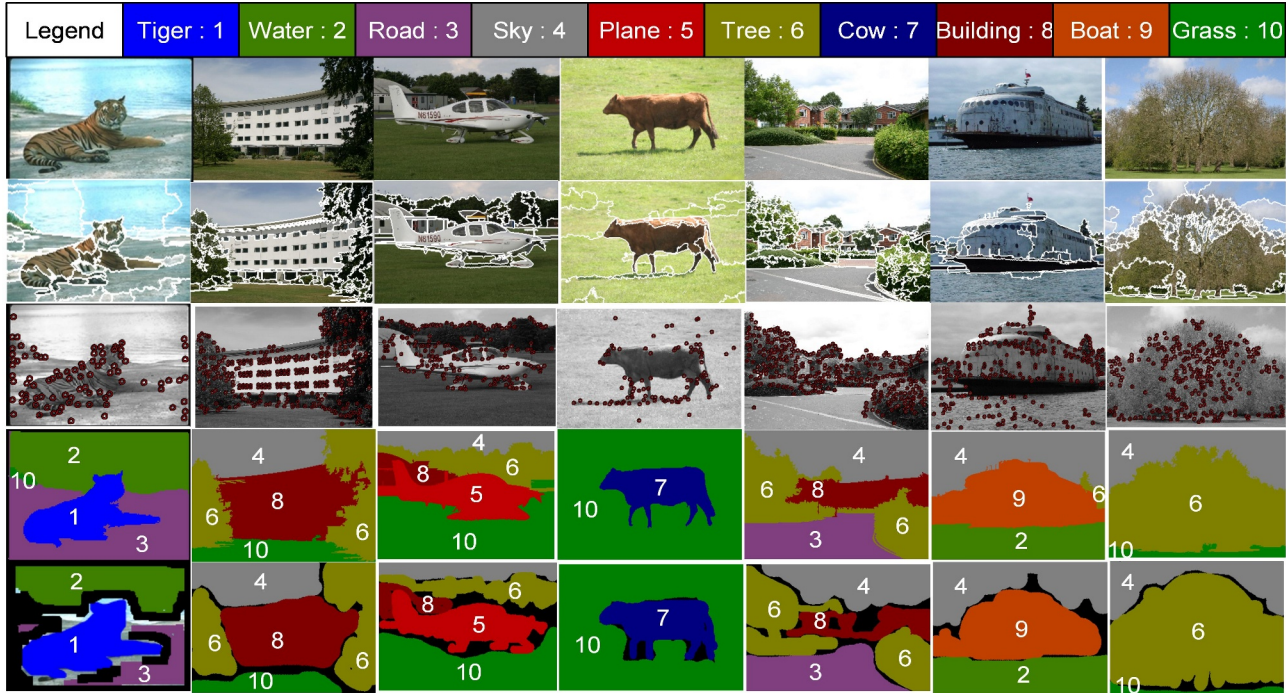 Legend Tiger : 1 Water : 2 Road : 3 Sky : 4 Plane : 5 Tree : 6 Cow : 7 Building : 8 Boat : 9 Grass : 10
2 4 4 6 4 4 4
10 8 8 7 6 8 9 6
1 6 6 5 10 6 6
3 10 10 3 2 10
2 4 6 4 4 4
8 7 6 8
1 6 8 6 5 10 6 9 6
3 10 10 3 2 10